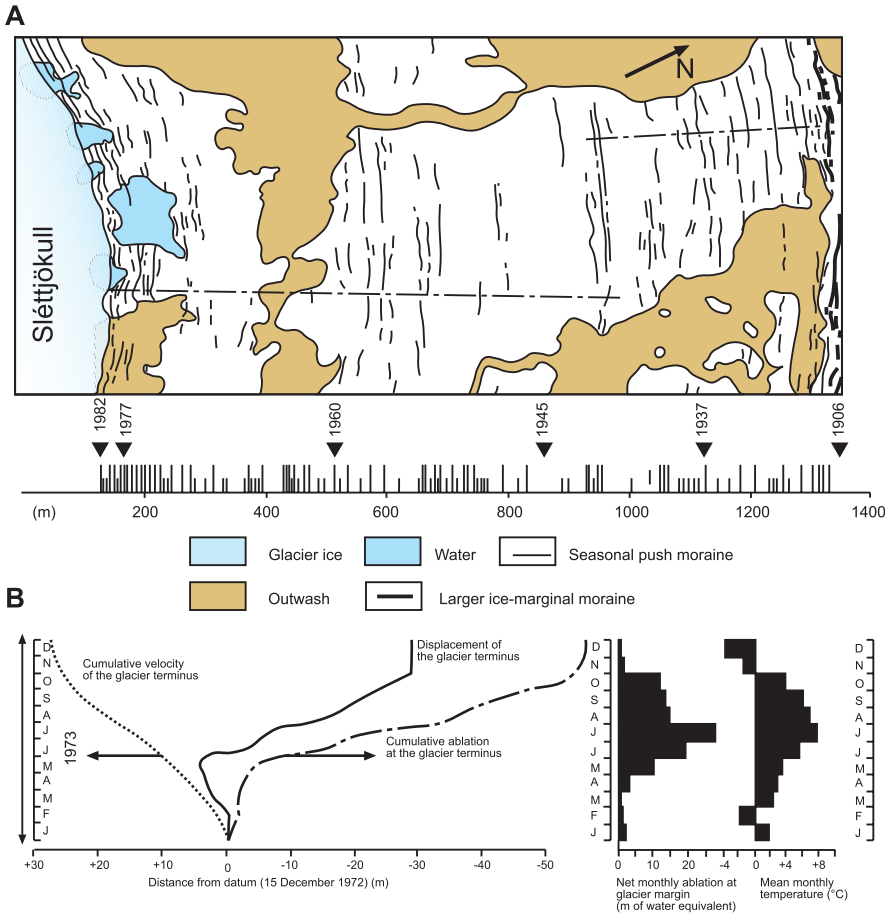 A
N
Sléttjökull
1982
1977
1960
1945
1937
1906
(m)
200
400
600
800
1000
1200
1400
Glacier ice
Water
Seasonal push moraine
Outwash
Larger ice-marginal moraine
B
D
N
O
S
A
J
J
M
A
M
F
J
1973
Cumulative velocity
of the glacier terminus
Displacement of
the glacier terminus
Cumulative ablation
at the glacier terminus
+30
+20
+10
0
-10
-20
-30
-40
-50
Distance from datum (15 December 1972) (m)
D
N
O
S
A
J
J
M
A
M
F
J
0
10
20
Net monthly ablation at
glacier margin
(m of water equivalent)
-4
0
+4
+8
Mean monthly
temperature (°C)
D
N
O
S
A
J
J
M
A
M
F
J